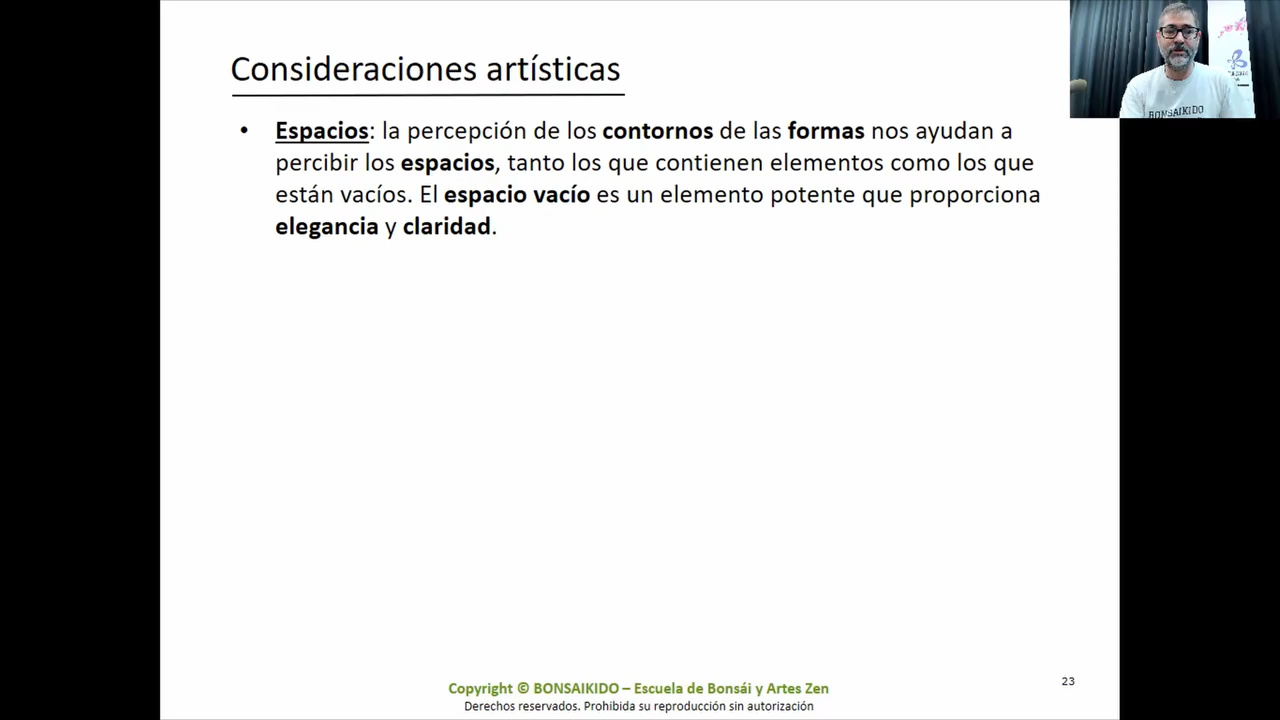 Consideraciones artísticas
• Espacios: la percepción de los contornos de las formas nos ayudan a
percibir los espacios, tanto los que contienen elementos como los que
están vacíos. El espacio vacío es un elemento potente que proporciona
elegancia y claridad.
BONSAIKIDO
Copyright © BONSAIKIDO – Escuela de Bonsái y Artes Zen
Derechos reservados. Prohibida su reproducción sin autorización
23